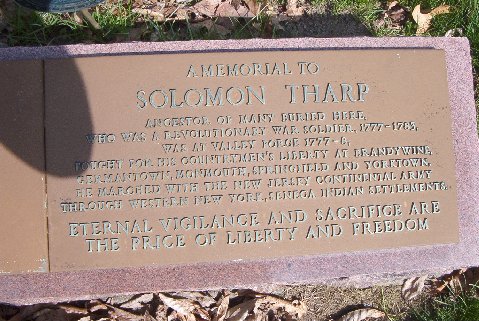 A MEMORIAL TO
SOLOMON THARP
ANCESTOR OF MANY BURIED HERE,
WHO WAS A REVOLUTIONARY WAR SOLDIER, 1777-1783,
WAS AT VALLEY FORGE 1777-8,
FOUGHT FOR HIS COUNTRYMEN'S LIBERTY AT BRANDYWINE,
GERMANTOWN, MONMOUTH, SPRINGFIELD AND YORKTOWN.
HE MARCHED WITH THE NEW JERSEY CONTINENTAL ARMY
THROUGH WESTERN NEW YORK, SENECA INDIAN SETTLEMENTS.
ETERNAL VIGILANCE AND SACRIFICE ARE
THE PRICE OF LIBERTY AND FREEDOM